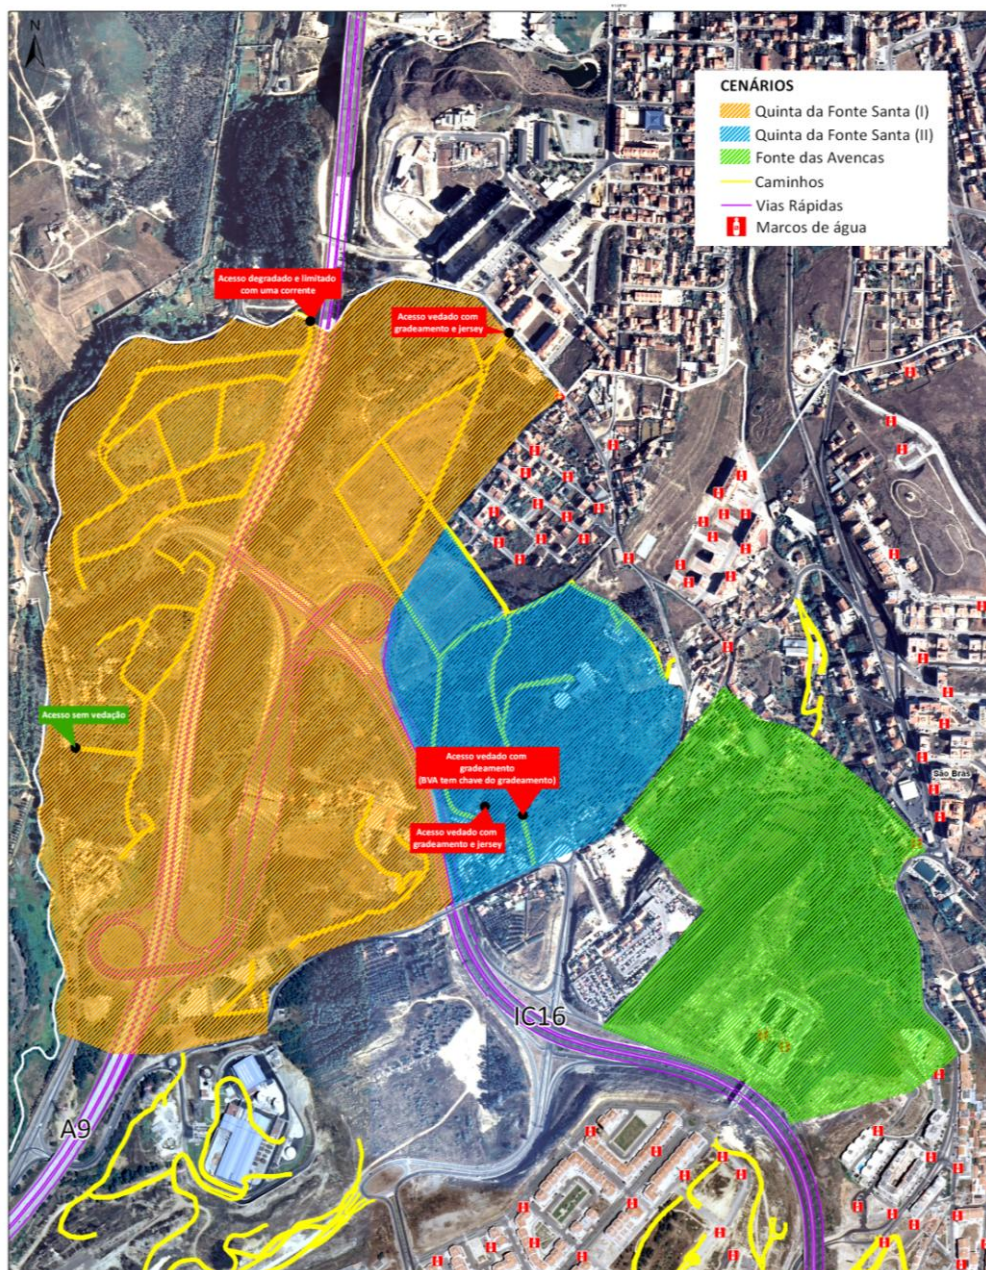 N
CENÁRIOS
Quinta da Fonte Santa (I)
Quinta da Fonte Santa (II)
Fonte das Avencas
Caminhos
Vias Rápidas
Marcos de água
Acesso degradado e limitado
com uma corrente
Acesso vedado com
gradeamento e jersey
Acesso sem vedação
Acesso vedado com
gradeamento
(BVA tem chave do gradeamento)
Acesso vedado com
gradeamento e jersey
São Brás
IC16
A9